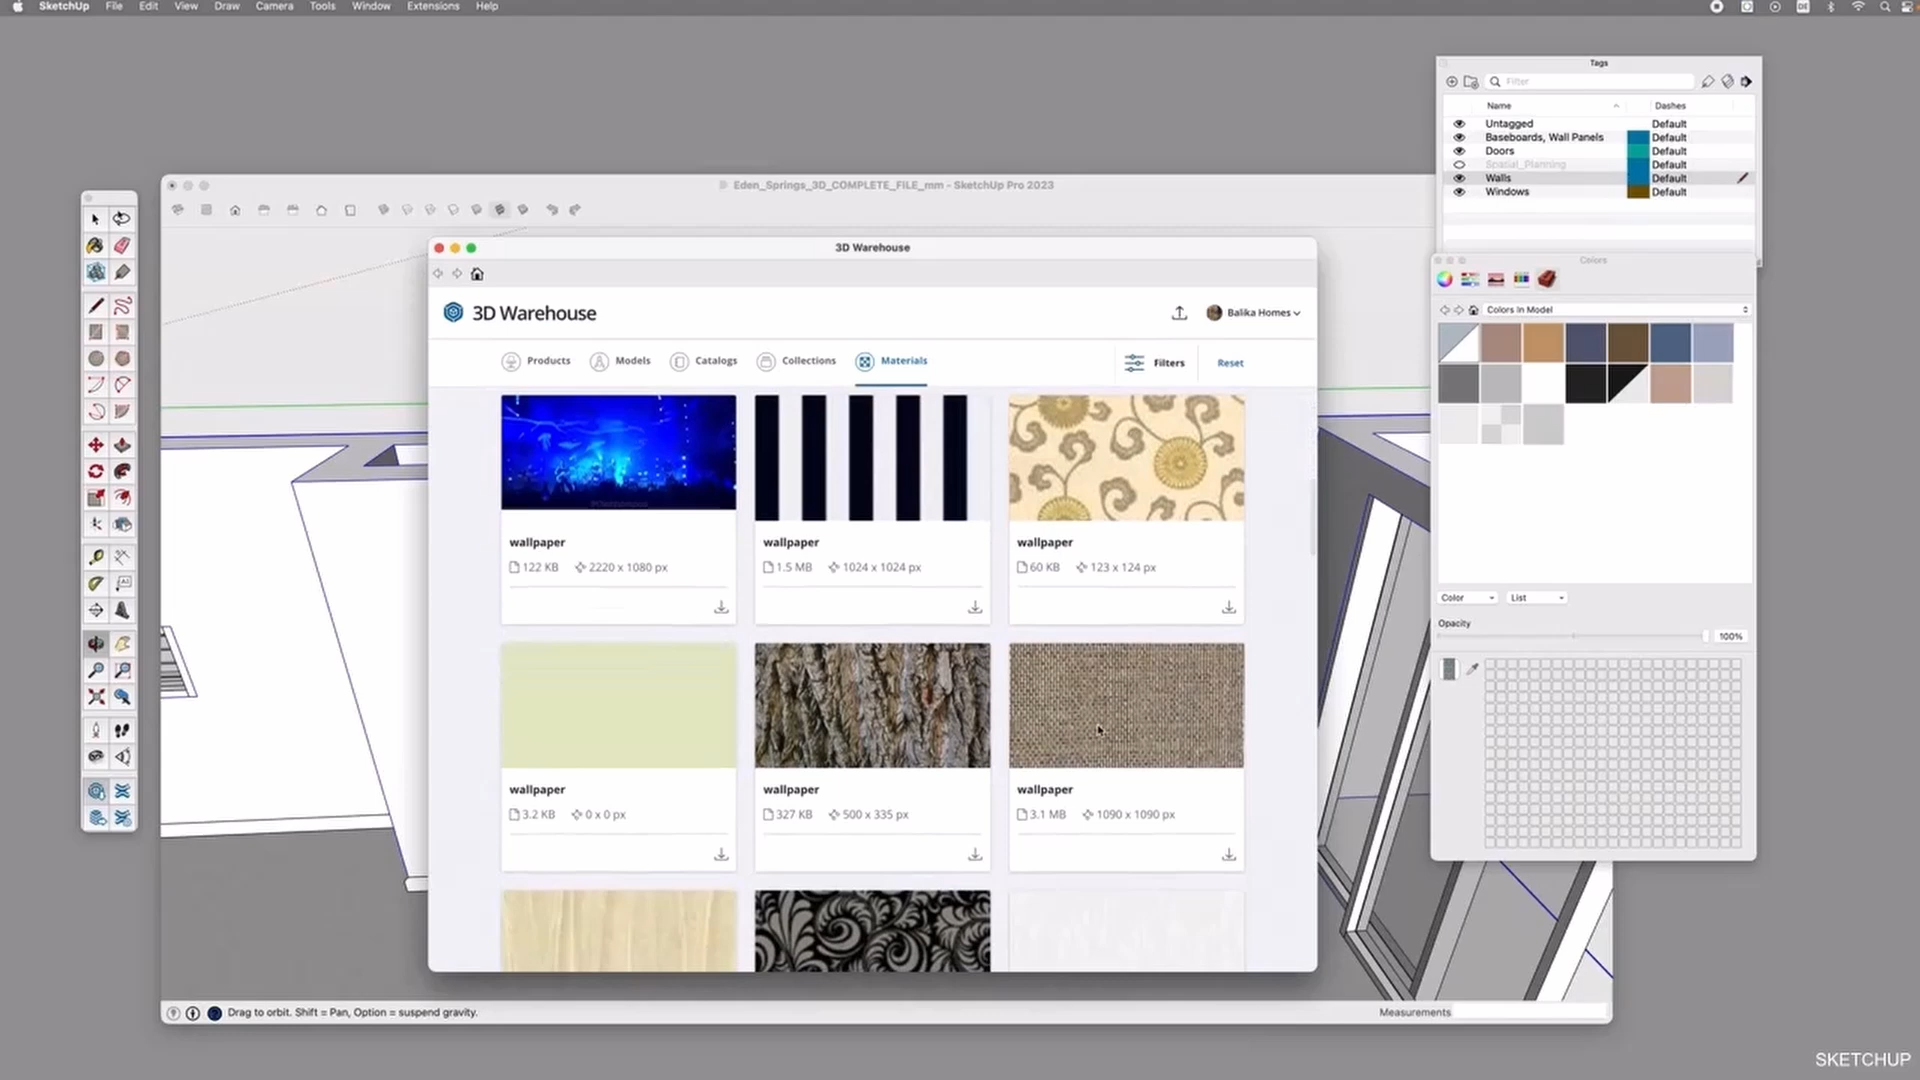 SketchUp File Edit View Draw Camera Tools Window Extensions Help
Tags
Filter
Name Dashes
Untagged Default
Baseboards, Wall Panels Default
Doors Default
Spacial_Planning Default
Walls Default
Windows Default
Eden_Springs_3D_COMPLETE_FILE_mm - SketchUp Pro 2023
3D Warehouse
3D Warehouse
Balika Homes
Products Models Catalogs Collections Materials Filters Reset
wallpaper
122 KB 2220 x 1080 px
wallpaper
1.5 MB 1024 x 1024 px
wallpaper
60 KB 123 x 124 px
wallpaper
3.2 KB 0 x 0 px
wallpaper
327 KB 500 x 335 px
wallpaper
3.1 MB 1090 x 1090 px
Colors
Colors In Model
Color List
Opacity
100%
Drag to orbit. Shift = Pan, Option = suspend gravity.
Measurements
SKETCHUP